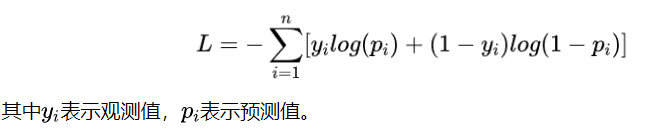 L = -\sum_{i=1}^{n}[y_i log(p_i) + (1 - y_i)log(1 - p_i)]
其中y_i表示观测值，p_i表示预测值。